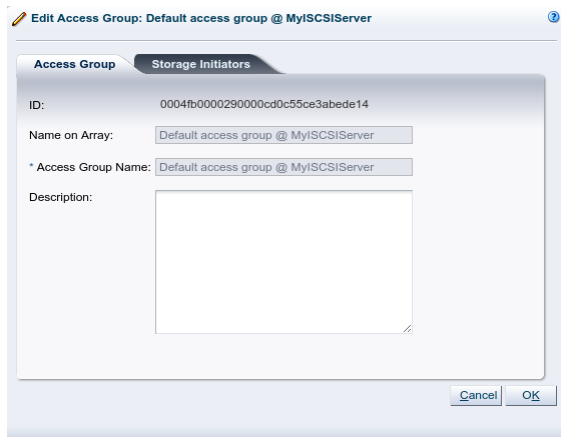 Edit Access Group: Default access group @ MyISCSIServer
Access Group Storage Initiators
ID: 0004fb0000290000cd0c55ce3abede14
Name on Array: Default access group @ MyISCSIServer
* Access Group Name: Default access group @ MyISCSIServer
Description:
Cancel OK